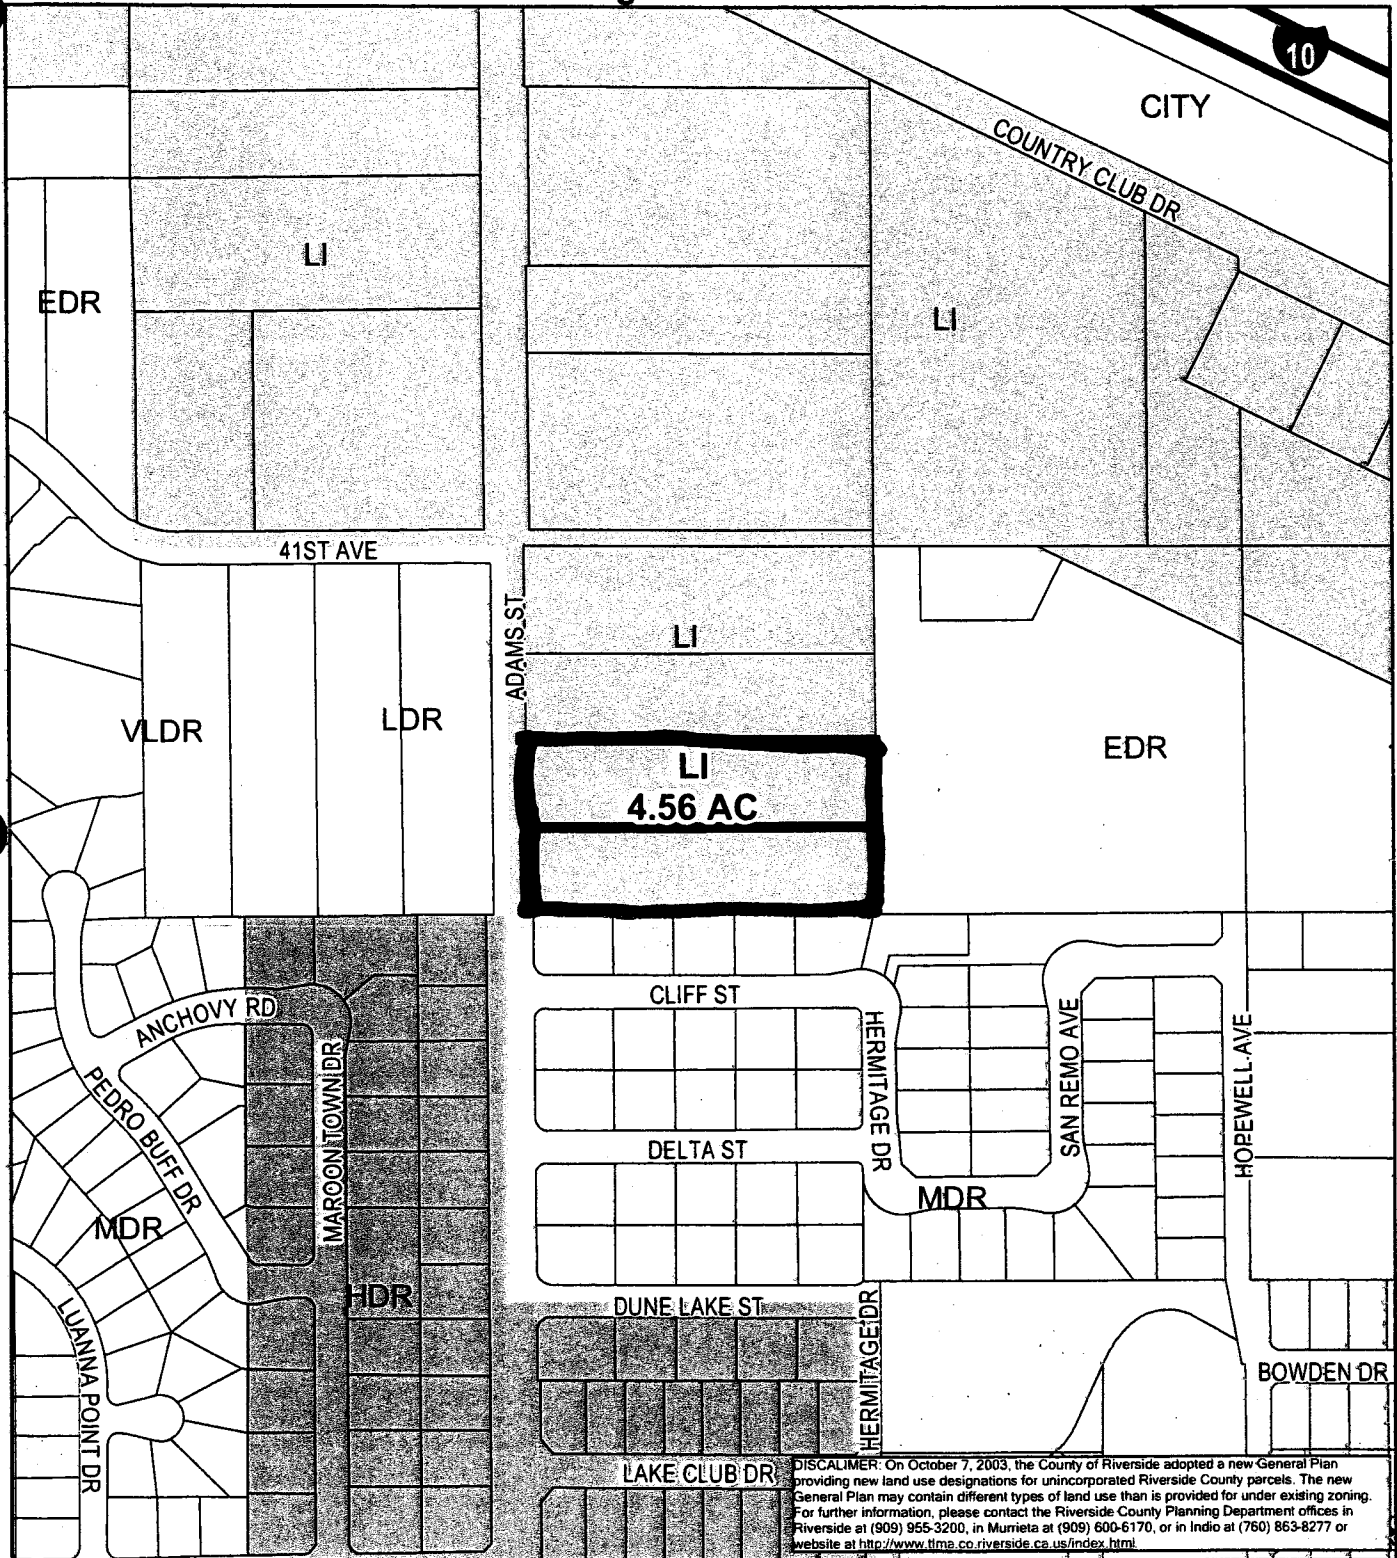 10
CITY
COUNTRY CLUB DR
LI
EDR
LI
41ST AVE
ADAMS ST
LI
VLDR
LDR
EDR
LI
4.56 AC
CLIFF ST
ANCHOVY RD
HERMITAGE DR
SAN REMO AVE
HOPEWELL AVE
MAROON TOWN DR
PEDRO BUFF DR
DELTA ST
MDR
MDR
HDR
DUNE LAKE ST
HERMITAGE DR
LUANNA POINT DR
BOWDEN DR
LAKE CLUB DR
DISCALIMER: On October 7, 2003, the County of Riverside adopted a new General Plan
providing new land use designations for unincorporated Riverside County parcels. The new
General Plan may contain different types of land use than is provided for under existing zoning.
For further information, please contact the Riverside County Planning Department offices in
Riverside at (909) 955-3200, in Murrieta at (909) 600-6170, or in Indio at (760) 863-8277 or
website at http://www.tlma.co.riverside.ca.us/index.html